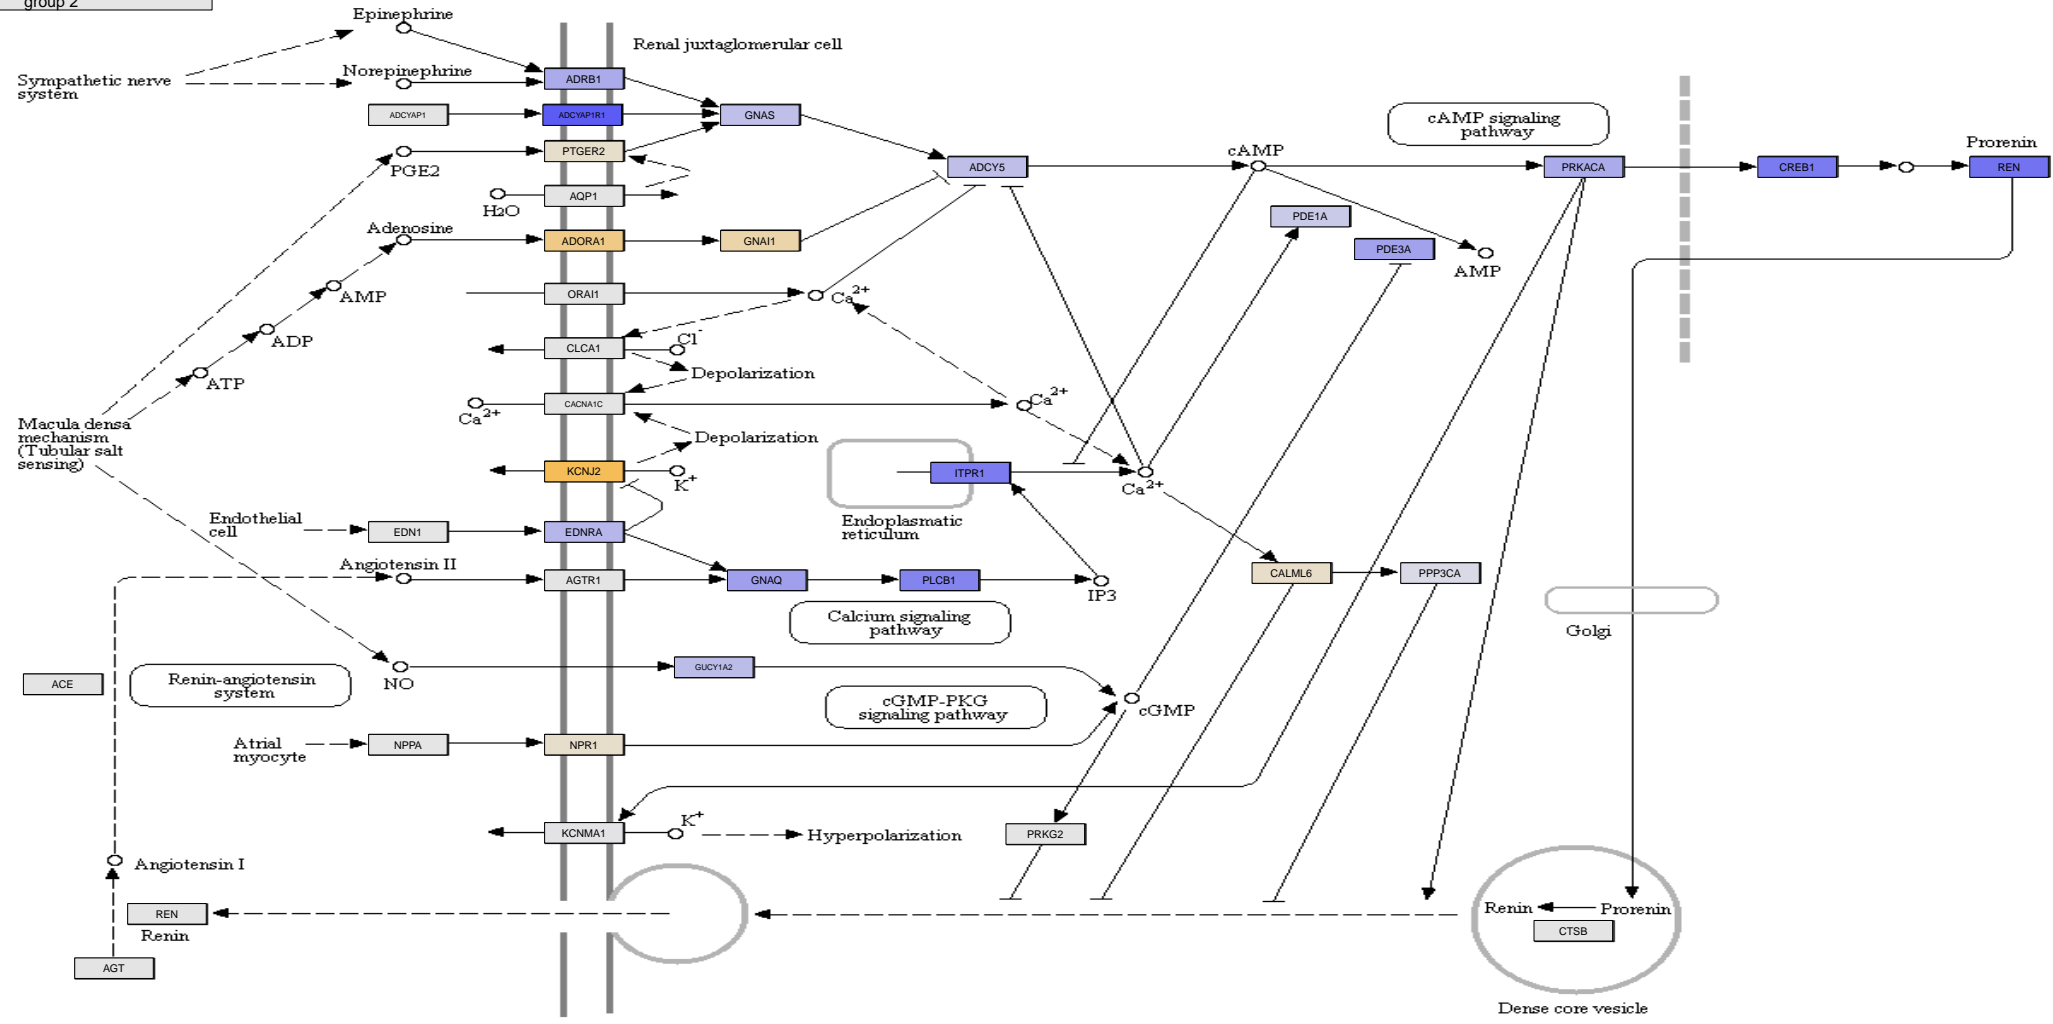 group 2
Epinephrine
Renal juxtaglomerular cell
Sympathetic nerve
system
Norepinephrine
ADRB1
ADCYAP1
ADCYAP1R1
GNAS
cAMP signaling
pathway
PTGER2
PGE2
ADCY5
cAMP
PRKACA
CREB1
Prorenin
REN
AQP1
H2O
PDE1A
Adenosine
ADORA1
GNAI1
PDE3A
AMP
AMP
ORAI1
Ca2+
ADP
CLCA1
Cl-
Depolarization
ATP
Ca2+
CACNA1C
Ca2+
Macula densa
mechanism
(Tubular salt
sensing)
Depolarization
KCNJ2
K+
ITPR1
Ca2+
Endoplasmatic
reticulum
Endothelial
cell
EDN1
EDNRA
Angiotensin II
AGTR1
GNAQ
PLCB1
IP3
CALML6
PPP3CA
Calcium signaling
pathway
Golgi
ACE
Renin-angiotensin
system
NO
GUCY1A2
cGMP-PKG
signaling pathway
cGMP
Atrial
myocyte
NPPA
NPR1
KCNMA1
K+
Hyperpolarization
PRKG2
Angiotensin I
REN
Renin
Renin
Prorenin
CTSB
AGT
Dense core vesicle